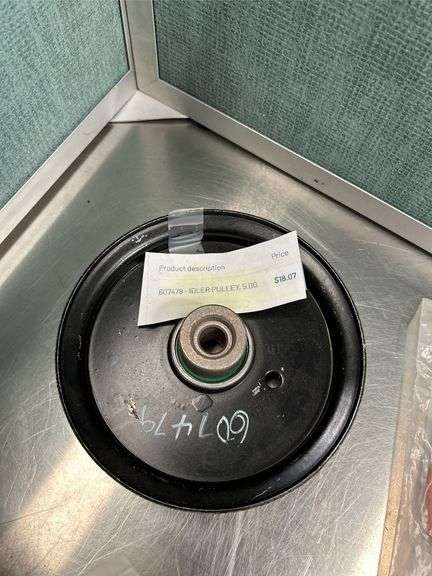 Product description Price
607479 - IDLER PULLEY, 5.00 $18.07
607479